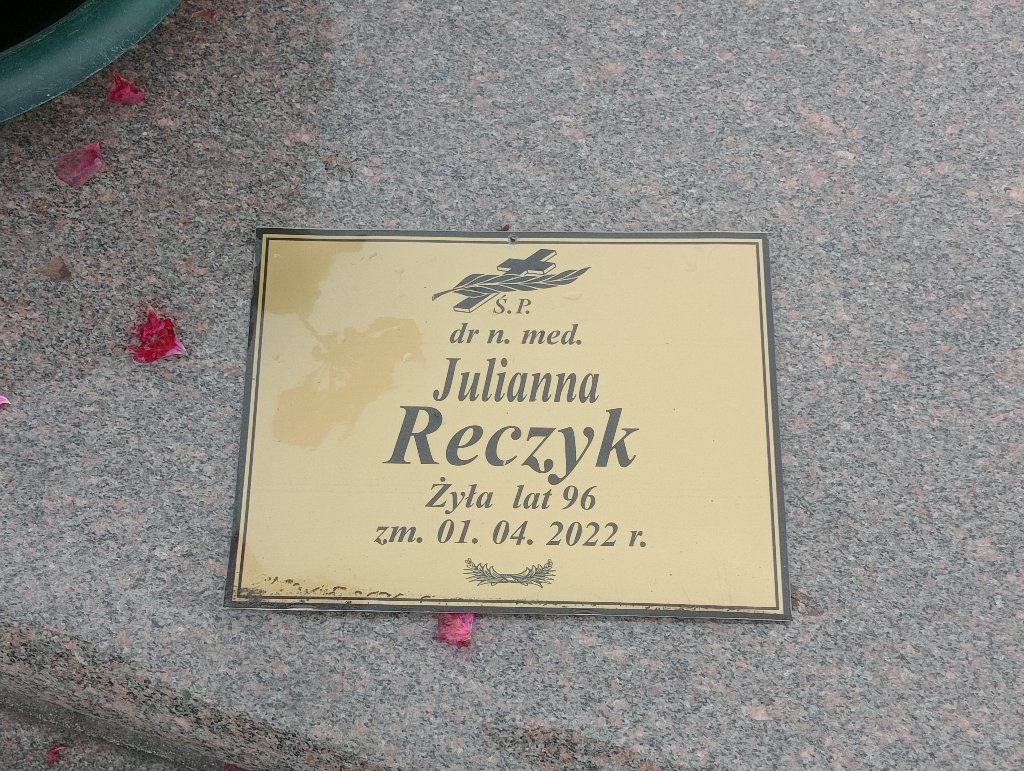 Ś.P.
dr n. med.
Julianna
Reczyk
Żyła lat 96
zm. 01. 04. 2022 r.